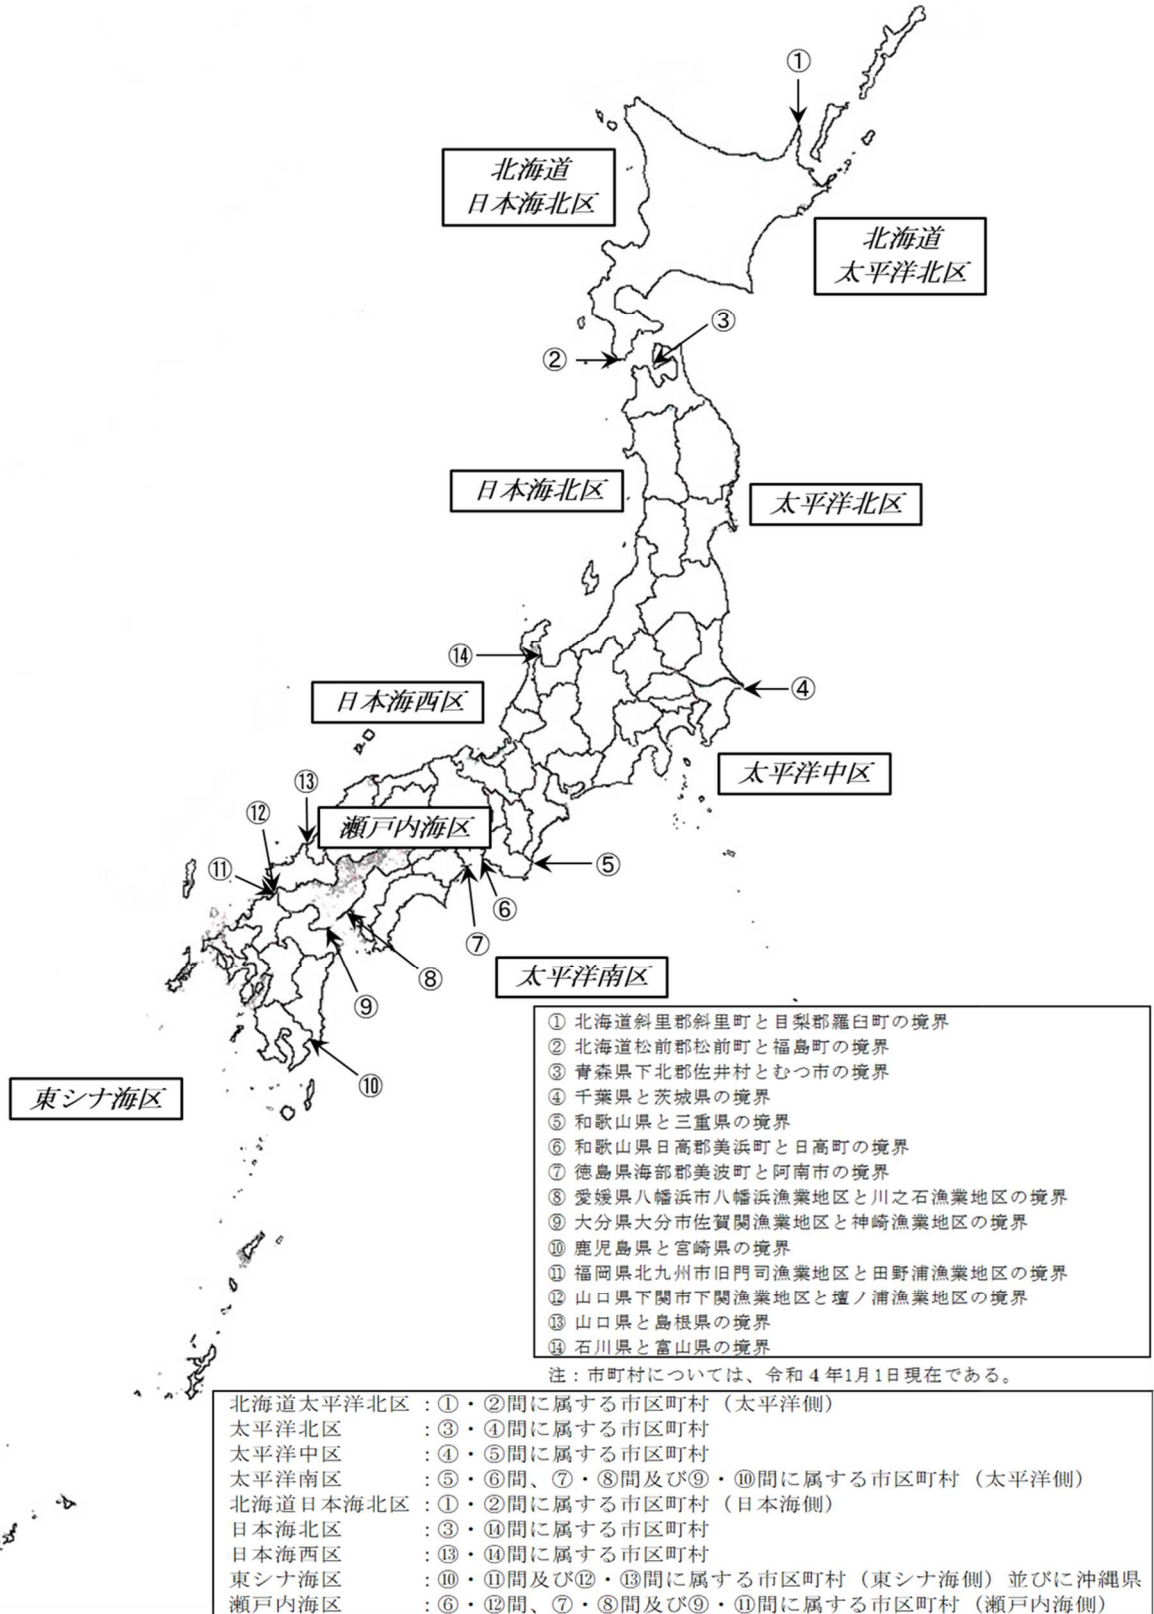 ①
北海道
日本海北区
北海道
太平洋北区
③
②
日本海北区
太平洋北区
⑭
④
日本海西区
太平洋中区
⑬
⑫
瀬戸内海区
⑪
⑤
⑥
⑦
⑧
太平洋南区
⑨
⑩
東シナ海区
① 北海道斜里郡斜里町と目梨郡羅臼町の境界
② 北海道松前郡松前町と福島町の境界
③ 青森県下北郡佐井村とむつ市の境界
④ 千葉県と茨城県の境界
⑤ 和歌山県と三重県の境界
⑥ 和歌山県日高郡美浜町と日高町の境界
⑦ 徳島県海部郡美波町と阿南市の境界
⑧ 愛媛県八幡浜市八幡浜漁業地区と川之石漁業地区の境界
⑨ 大分県大分市佐賀関漁業地区と神崎漁業地区の境界
⑩ 鹿児島県と宮崎県の境界
⑪ 福岡県北九州市旧門司漁業地区と田野浦漁業地区の境界
⑫ 山口県下関市下関漁業地区と壇ノ浦漁業地区の境界
⑬ 山口県と島根県の境界
⑭ 石川県と富山県の境界
注：市町村については、令和４年1月1日現在である。
北海道太平洋北区：①・②間に属する市区町村（太平洋側）
太平洋北区：③・④間に属する市区町村
太平洋中区：④・⑤間に属する市区町村
太平洋南区：⑤・⑥間、⑦・⑧間及び⑨・⑩間に属する市区町村（太平洋側）
北海道日本海北区：①・②間に属する市区町村（日本海側）
日本海北区：③・⑭間に属する市区町村
日本海西区：⑬・⑭間に属する市区町村
東シナ海区：⑩・⑪間及び⑫・⑬間に属する市区町村（東シナ海側）並びに沖縄県
瀬戸内海区：⑥・⑫間、⑦・⑧間及び⑨・⑪間に属する市区町村（瀬戸内海側）